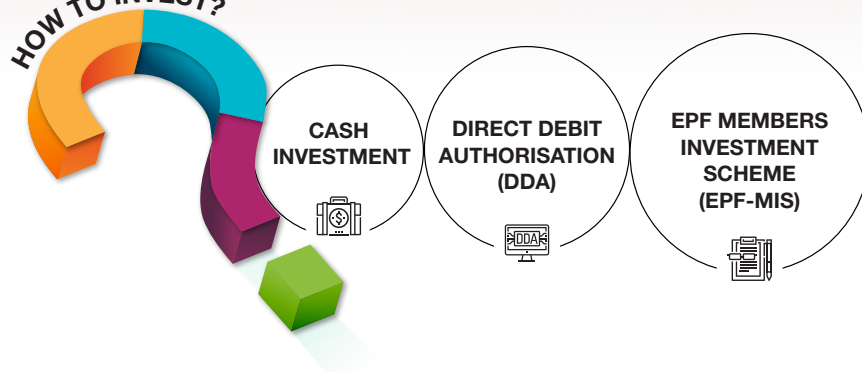 HOW TO INVEST?
CASH
INVESTMENT
DIRECT DEBIT
AUTHORISATION
(DDA)
EPF MEMBERS
INVESTMENT
SCHEME
(EPF-MIS)
DDA